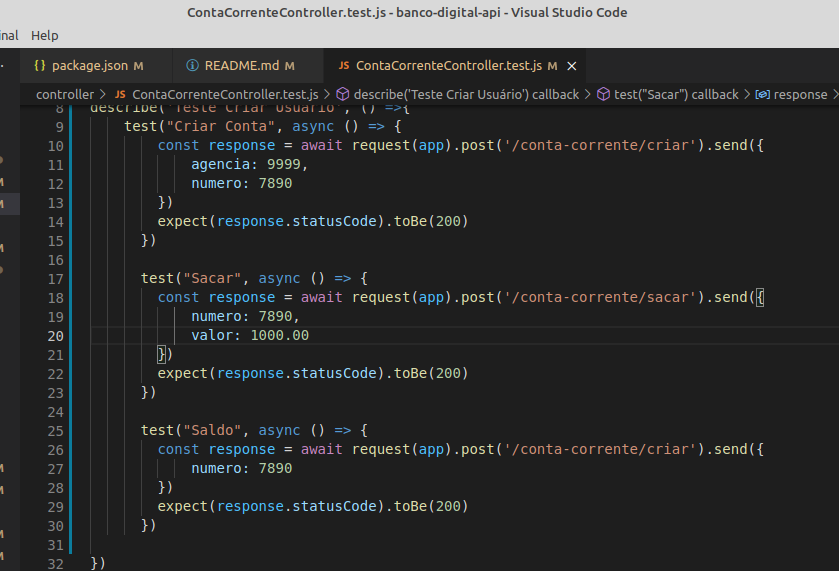 ContaCorrenteController.test.js - banco-digital-api - Visual Studio Code
inal Help
{} package.json M README.md M JS ContaCorrenteController.test.js M ×
controller > JS ContaCorrenteController.test.js > describe('Teste Criar Usuário') callback > test("Sacar") callback > response >
8 describe('Teste Criar Usuário', () =>{
9 test("Criar Conta", async () => {
10 const response = await request(app).post('/conta-corrente/criar').send({
11 agencia: 9999,
12 numero: 7890
13 })
14 expect(response.statusCode).toBe(200)
15 })
16
17 test("Sacar", async () => {
18 const response = await request(app).post('/conta-corrente/sacar').send({
19 numero: 7890,
20 valor: 1000.00
21 })
22 expect(response.statusCode).toBe(200)
23 })
24
25 test("Saldo", async () => {
26 const response = await request(app).post('/conta-corrente/criar').send({
27 numero: 7890
28 })
29 expect(response.statusCode).toBe(200)
30 })
31
32 })